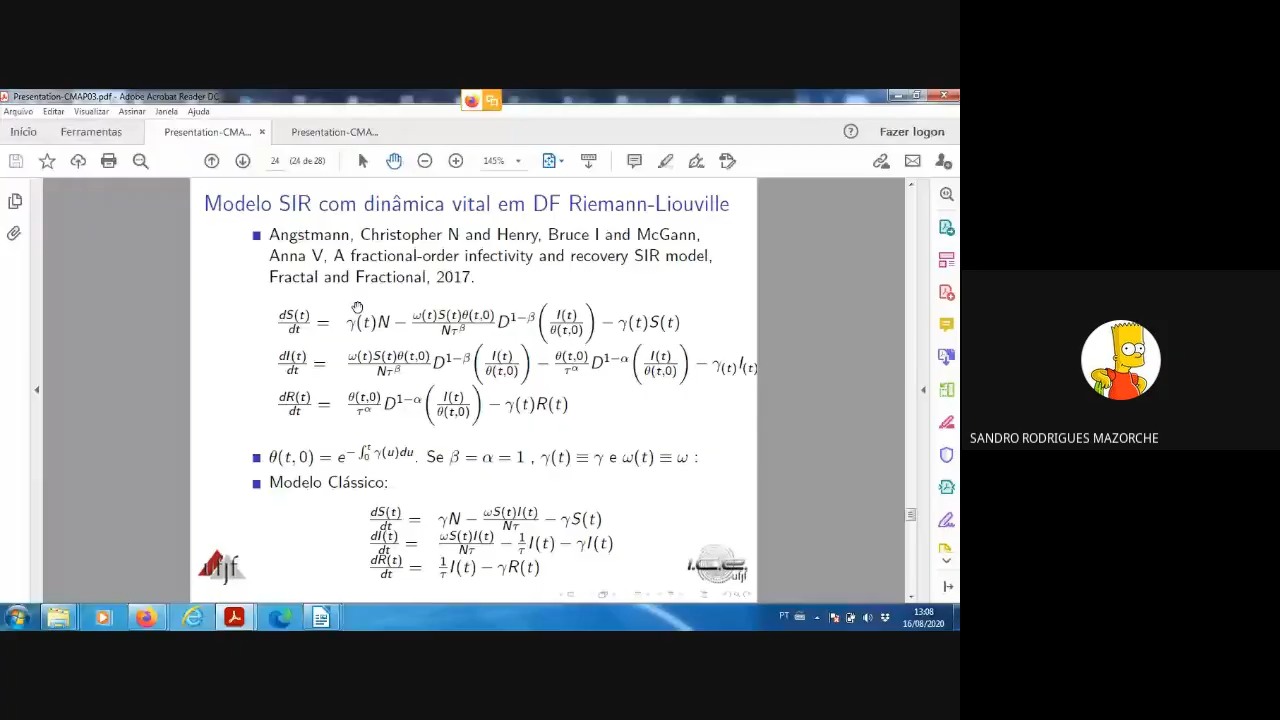 Presentation-CMAP03.pdf - Adobe Acrobat Reader DC
Arquivo Editar Visualizar Assinar Janela Ajuda
Início Ferramentas Presentation-CMA... × Presentation-CMA... Fazer logon
24 (24 de 28) 145%
Modelo SIR com dinâmica vital em DF Riemann-Liouville
Angstmann, Christopher N and Henry, Bruce I and McGann,
Anna V, A fractional-order infectivity and recovery SIR model,
Fractal and Fractional, 2017.
dS(t)/dt = γ(t)N − ω(t)S(t)θ(t,0)/Nτ^β D^{1−β}(I(t)/θ(t,0)) − γ(t)S(t)
dI(t)/dt = ω(t)S(t)θ(t,0)/Nτ^β D^{1−β}(I(t)/θ(t,0)) − θ(t,0)/τ^α D^{1−α}(I(t)/θ(t,0)) − γ(t)I(t)
dR(t)/dt = θ(t,0)/τ^α D^{1−α}(I(t)/θ(t,0)) − γ(t)R(t)
θ(t, 0) = e^{−∫_0^t γ(u)du}. Se β = α = 1 , γ(t) ≡ γ e ω(t) ≡ ω :
Modelo Clássico:
dS(t)/dt = γN − ωS(t)I(t)/Nτ − γS(t)
dI(t)/dt = ωS(t)I(t)/Nτ − 1/τ I(t) − γI(t)
dR(t)/dt = 1/τ I(t) − γR(t)
ufjf
i.c.e.
ufjf
PT
13:08
16/08/2020
SANDRO RODRIGUES MAZORCHE